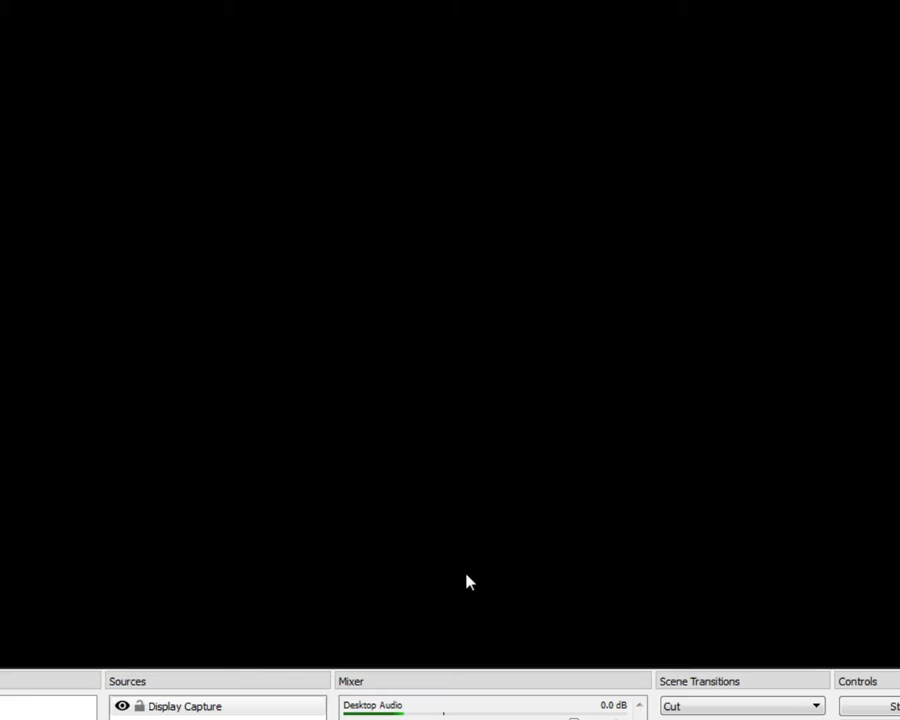 Sources Mixer Scene Transitions Controls
Display Capture Desktop Audio 0.0 dB Cut